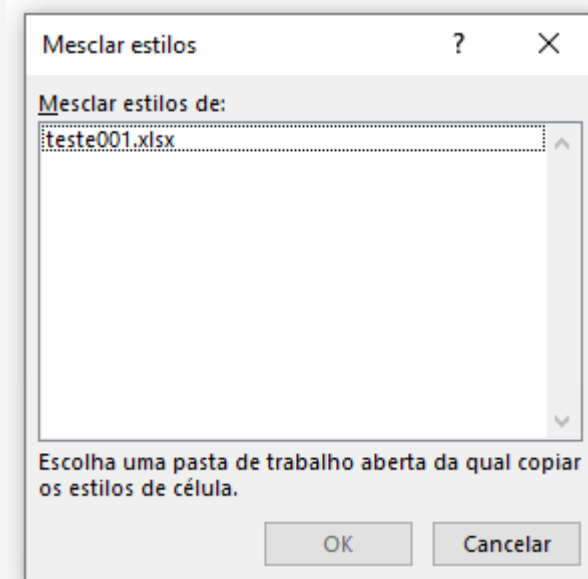 Mesclar estilos
Mesclar estilos de:
teste001.xlsx
Escolha uma pasta de trabalho aberta da qual copiar
os estilos de célula.
OK Cancelar